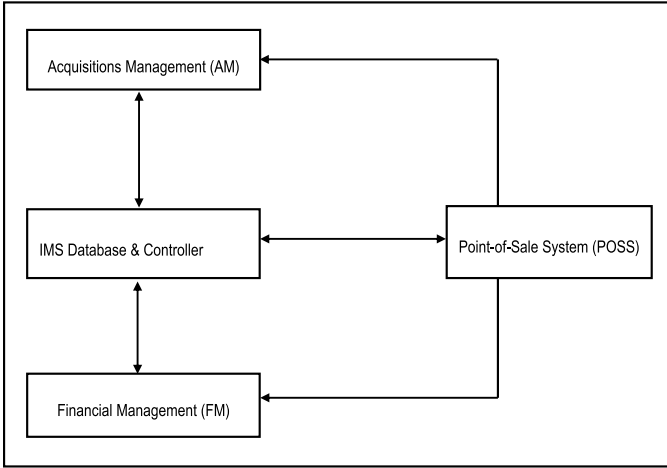 Acquisitions Management (AM)
IMS Database & Controller
Point-of-Sale System (POSS)
Financial Management (FM)